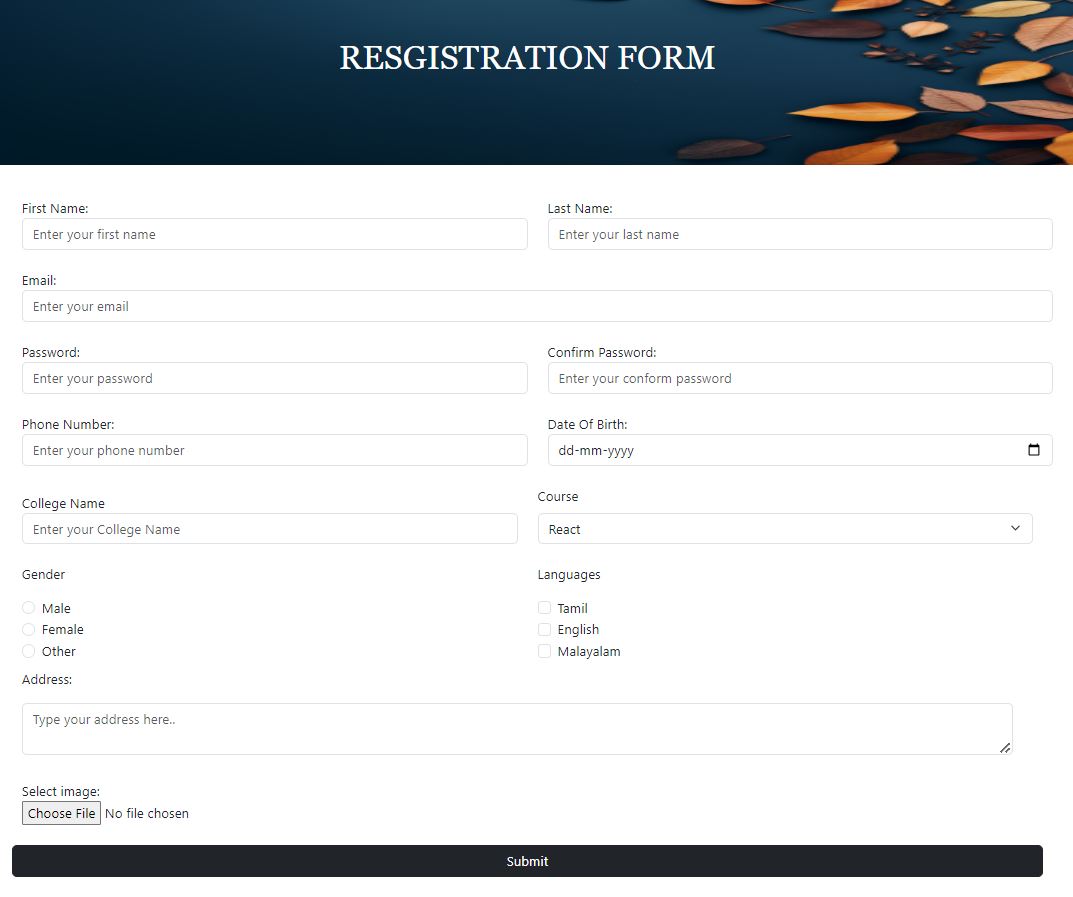 RESGISTRATION FORM
First Name: Last Name:
Enter your first name Enter your last name
Email:
Enter your email
Password: Confirm Password:
Enter your password Enter your conform password
Phone Number: Date Of Birth:
Enter your phone number dd-mm-yyyy
College Name Course
Enter your College Name React
Gender Languages
Male Tamil
Female English
Other Malayalam
Address:
Type your address here..
Select image:
Choose File No file chosen
Submit